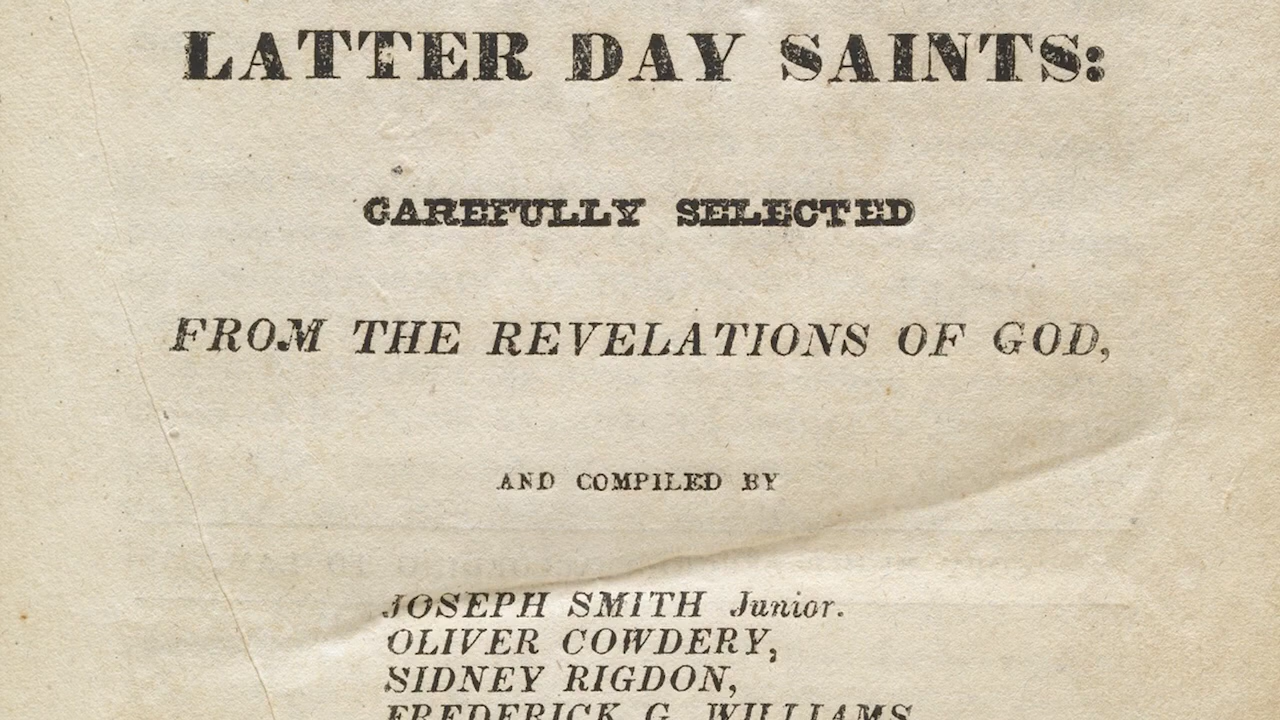 LATTER DAY SAINTS:
CAREFULLY SELECTED
FROM THE REVELATIONS OF GOD,
AND COMPILED BY
JOSEPH SMITH Junior.
OLIVER COWDERY,
SIDNEY RIGDON,
FREDERICK G. WILLIAMS